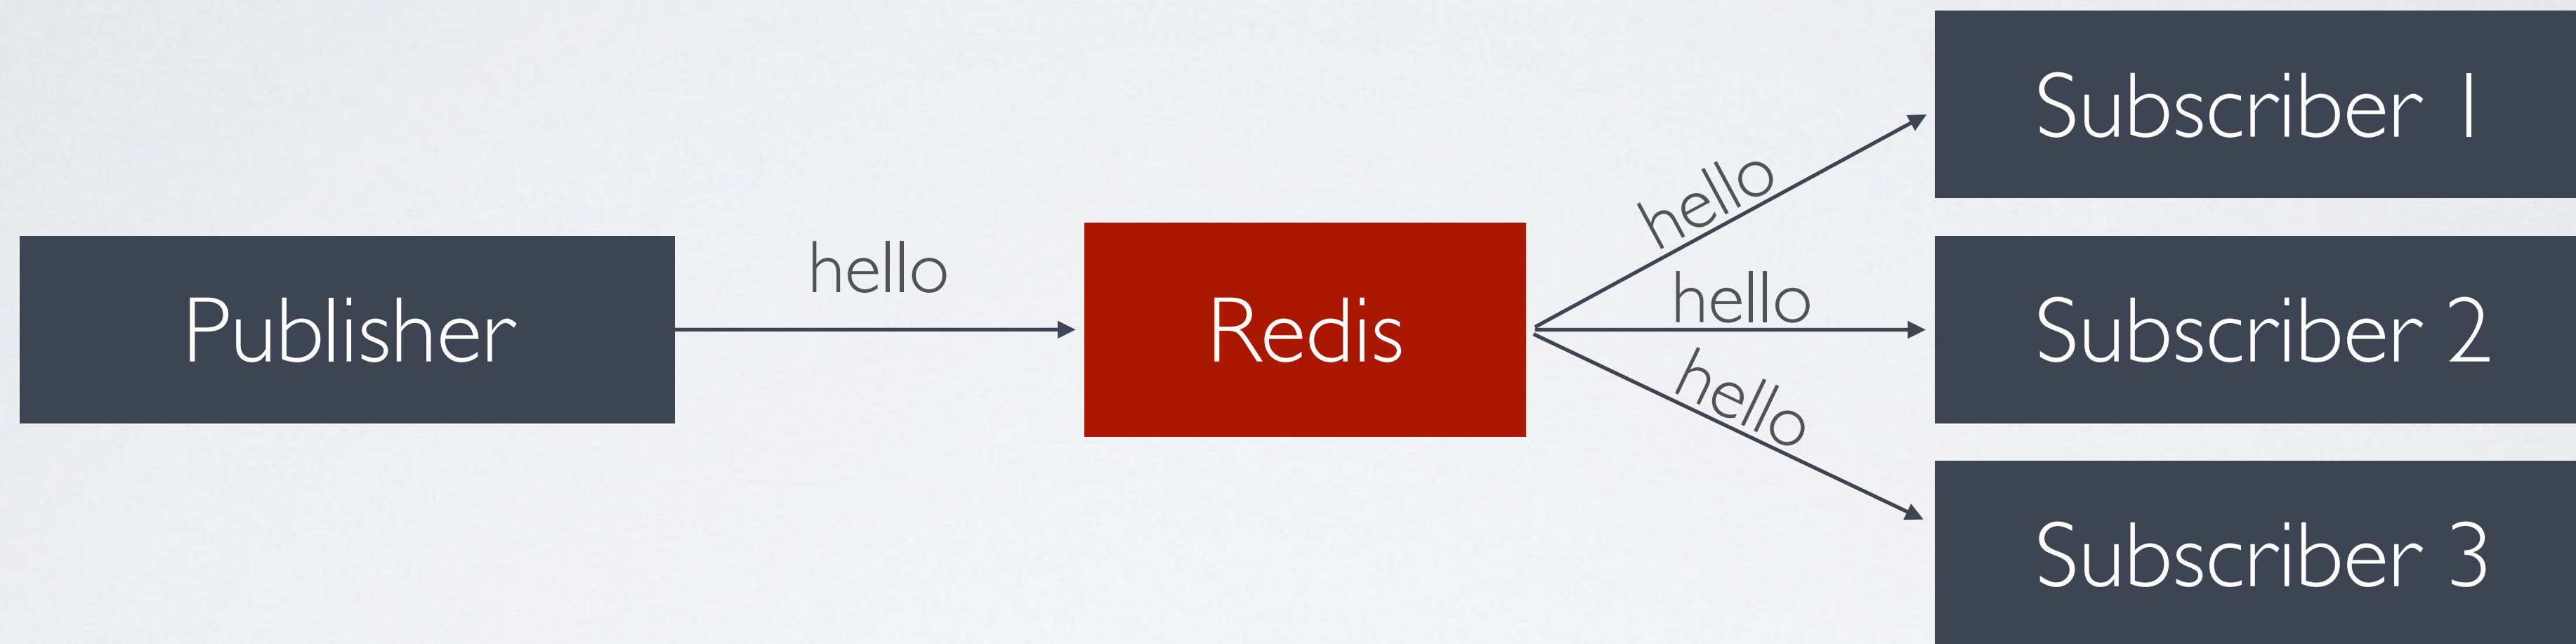 Publisher
hello
Redis
hello
hello
hello
Subscriber 1
Subscriber 2
Subscriber 3